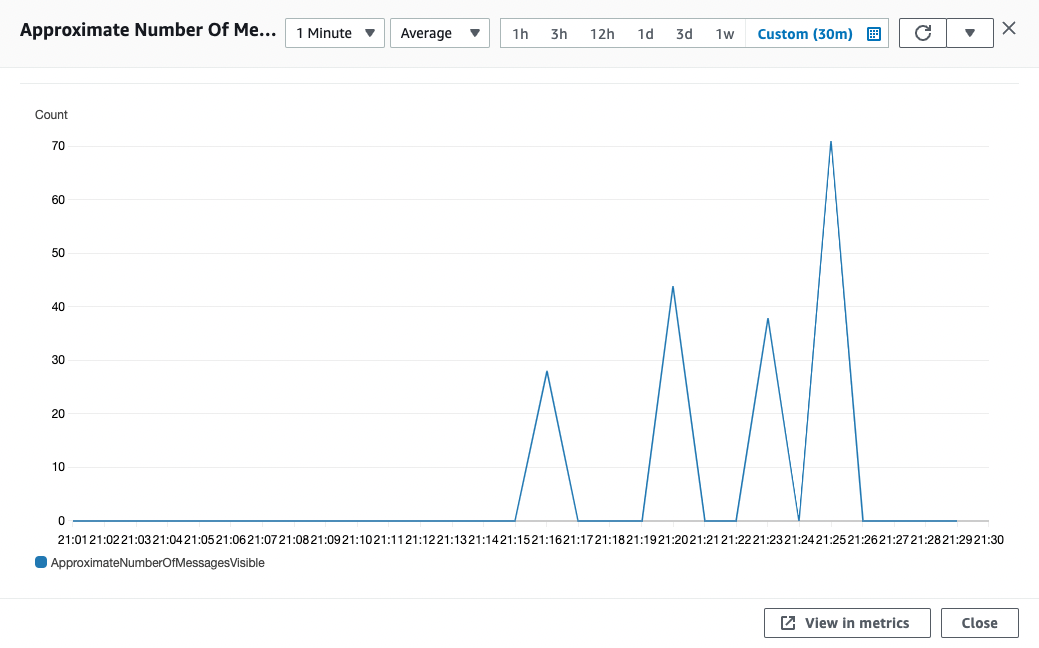 Approximate Number Of Me... 1 Minute Average 1h 3h 12h 1d 3d 1w Custom (30m)
Count
70
60
50
40
30
20
10
0
21:01 21:02 21:03 21:04 21:05 21:06 21:07 21:08 21:09 21:10 21:11 21:12 21:13 21:14 21:15 21:16 21:17 21:18 21:19 21:20 21:21 21:22 21:23 21:24 21:25 21:26 21:27 21:28 21:29 21:30
ApproximateNumberOfMessagesVisible
View in metrics Close